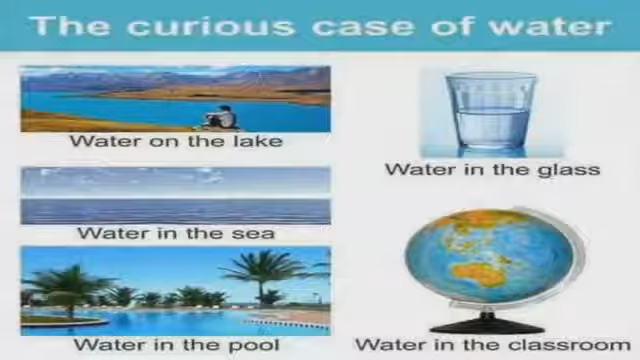 The curious case of water
Water on the lake
Water in the glass
Water in the sea
Water in the pool
Water in the classroom